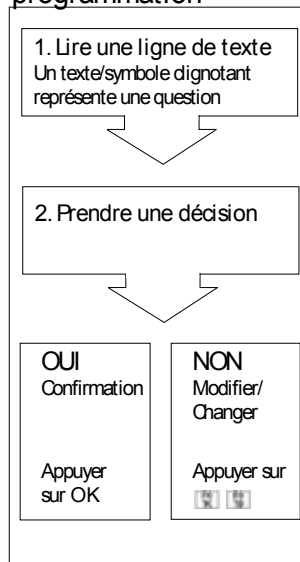 programmation
1. Lire une ligne de texte
Un texte/symbole clignotant
représente une question
2. Prendre une décision
OUI
Confirmation
Appuyer
sur OK
NON
Modifier/
Changer
Appuyer sur